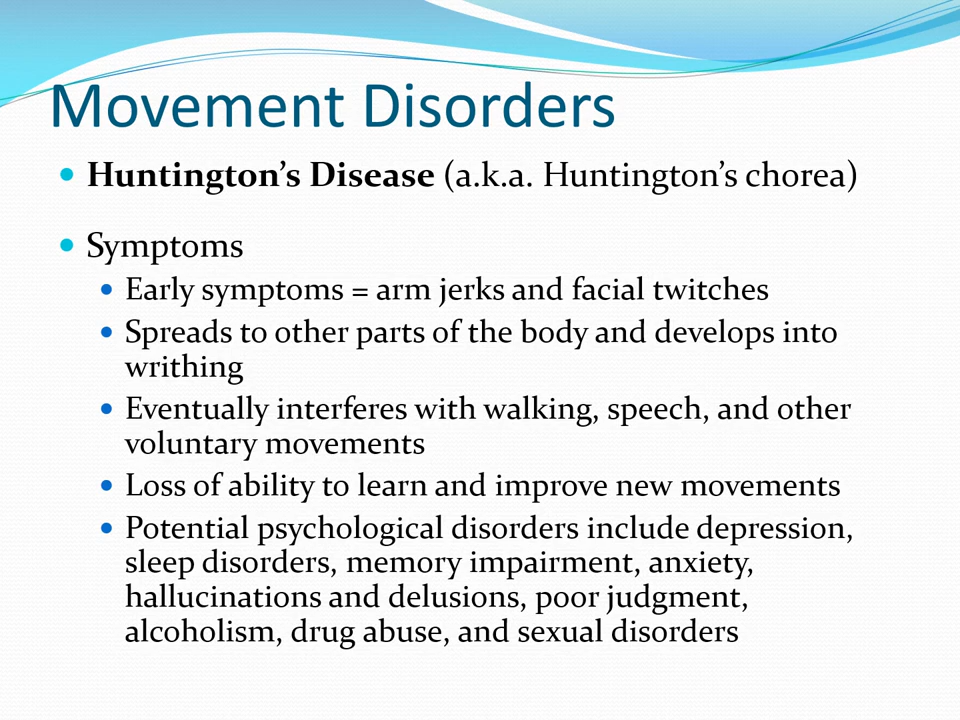 Movement Disorders
Huntington’s Disease (a.k.a. Huntington’s chorea)
Symptoms
Early symptoms = arm jerks and facial twitches
Spreads to other parts of the body and develops into
writhing
Eventually interferes with walking, speech, and other
voluntary movements
Loss of ability to learn and improve new movements
Potential psychological disorders include depression,
sleep disorders, memory impairment, anxiety,
hallucinations and delusions, poor judgment,
alcoholism, drug abuse, and sexual disorders